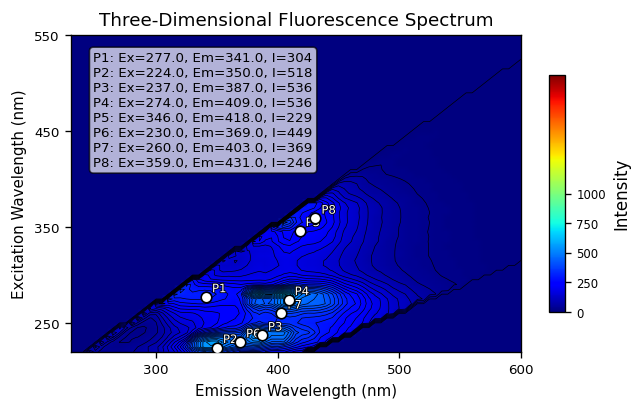 Three-Dimensional Fluorescence Spectrum
550
450
350
250
Excitation Wavelength (nm)
P1: Ex=277.0, Em=341.0, I=304
P2: Ex=224.0, Em=350.0, I=518
P3: Ex=237.0, Em=387.0, I=536
P4: Ex=274.0, Em=409.0, I=536
P5: Ex=346.0, Em=418.0, I=229
P6: Ex=230.0, Em=369.0, I=449
P7: Ex=260.0, Em=403.0, I=369
P8: Ex=359.0, Em=431.0, I=246
P8
P5
P1
P4
P7
P3
P6
P2
300
400
500
600
Emission Wavelength (nm)
1000
750
500
250
0
Intensity